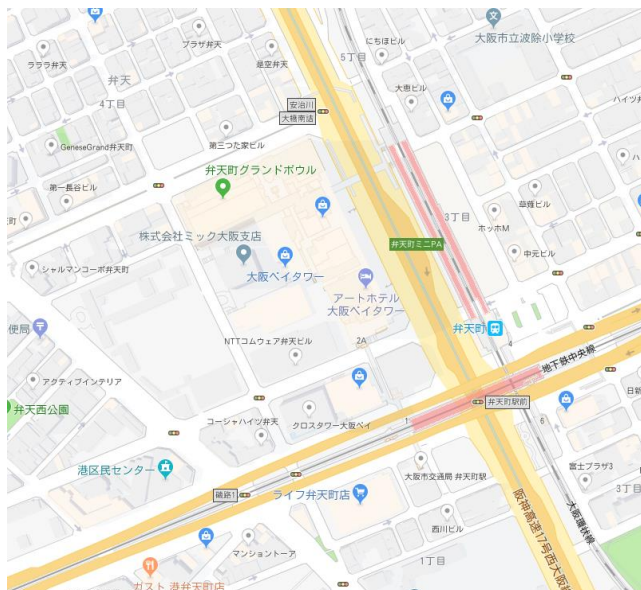 ラララ弁天
弁天
4丁目
プラザ弁天
是空弁天
5丁目
にちほビル
大阪市立波除小学校
大恵ビル
安治川
大橋南詰
GeneseGrand弁天町
第三つた家ビル
第一長谷ビル
弁天町グランドボウル
3丁目
草薙ビル
ホッホM
株式会社ミック大阪支店
弁天町ミニPA
中元ビル
シャルマンコーポ弁天町
大阪ベイタワー
アートホテル
大阪ベイタワー
便局
弁天町
4
NTTコムウェア弁天ビル
2A
地下鉄中央線
アクティブインテリア
弁天西公園
コーシャハイツ弁天
クロスタワー大阪ベイ
1
弁天町駅前
6
港区民センター
大阪市交通局 弁天町駅
富士プラザ3
3丁目
磯路1
ライフ弁天町店
阪神高速17号西大阪線
大阪環状線
西川ビル
マンショントーア
1丁目
ガスト 港弁天町店